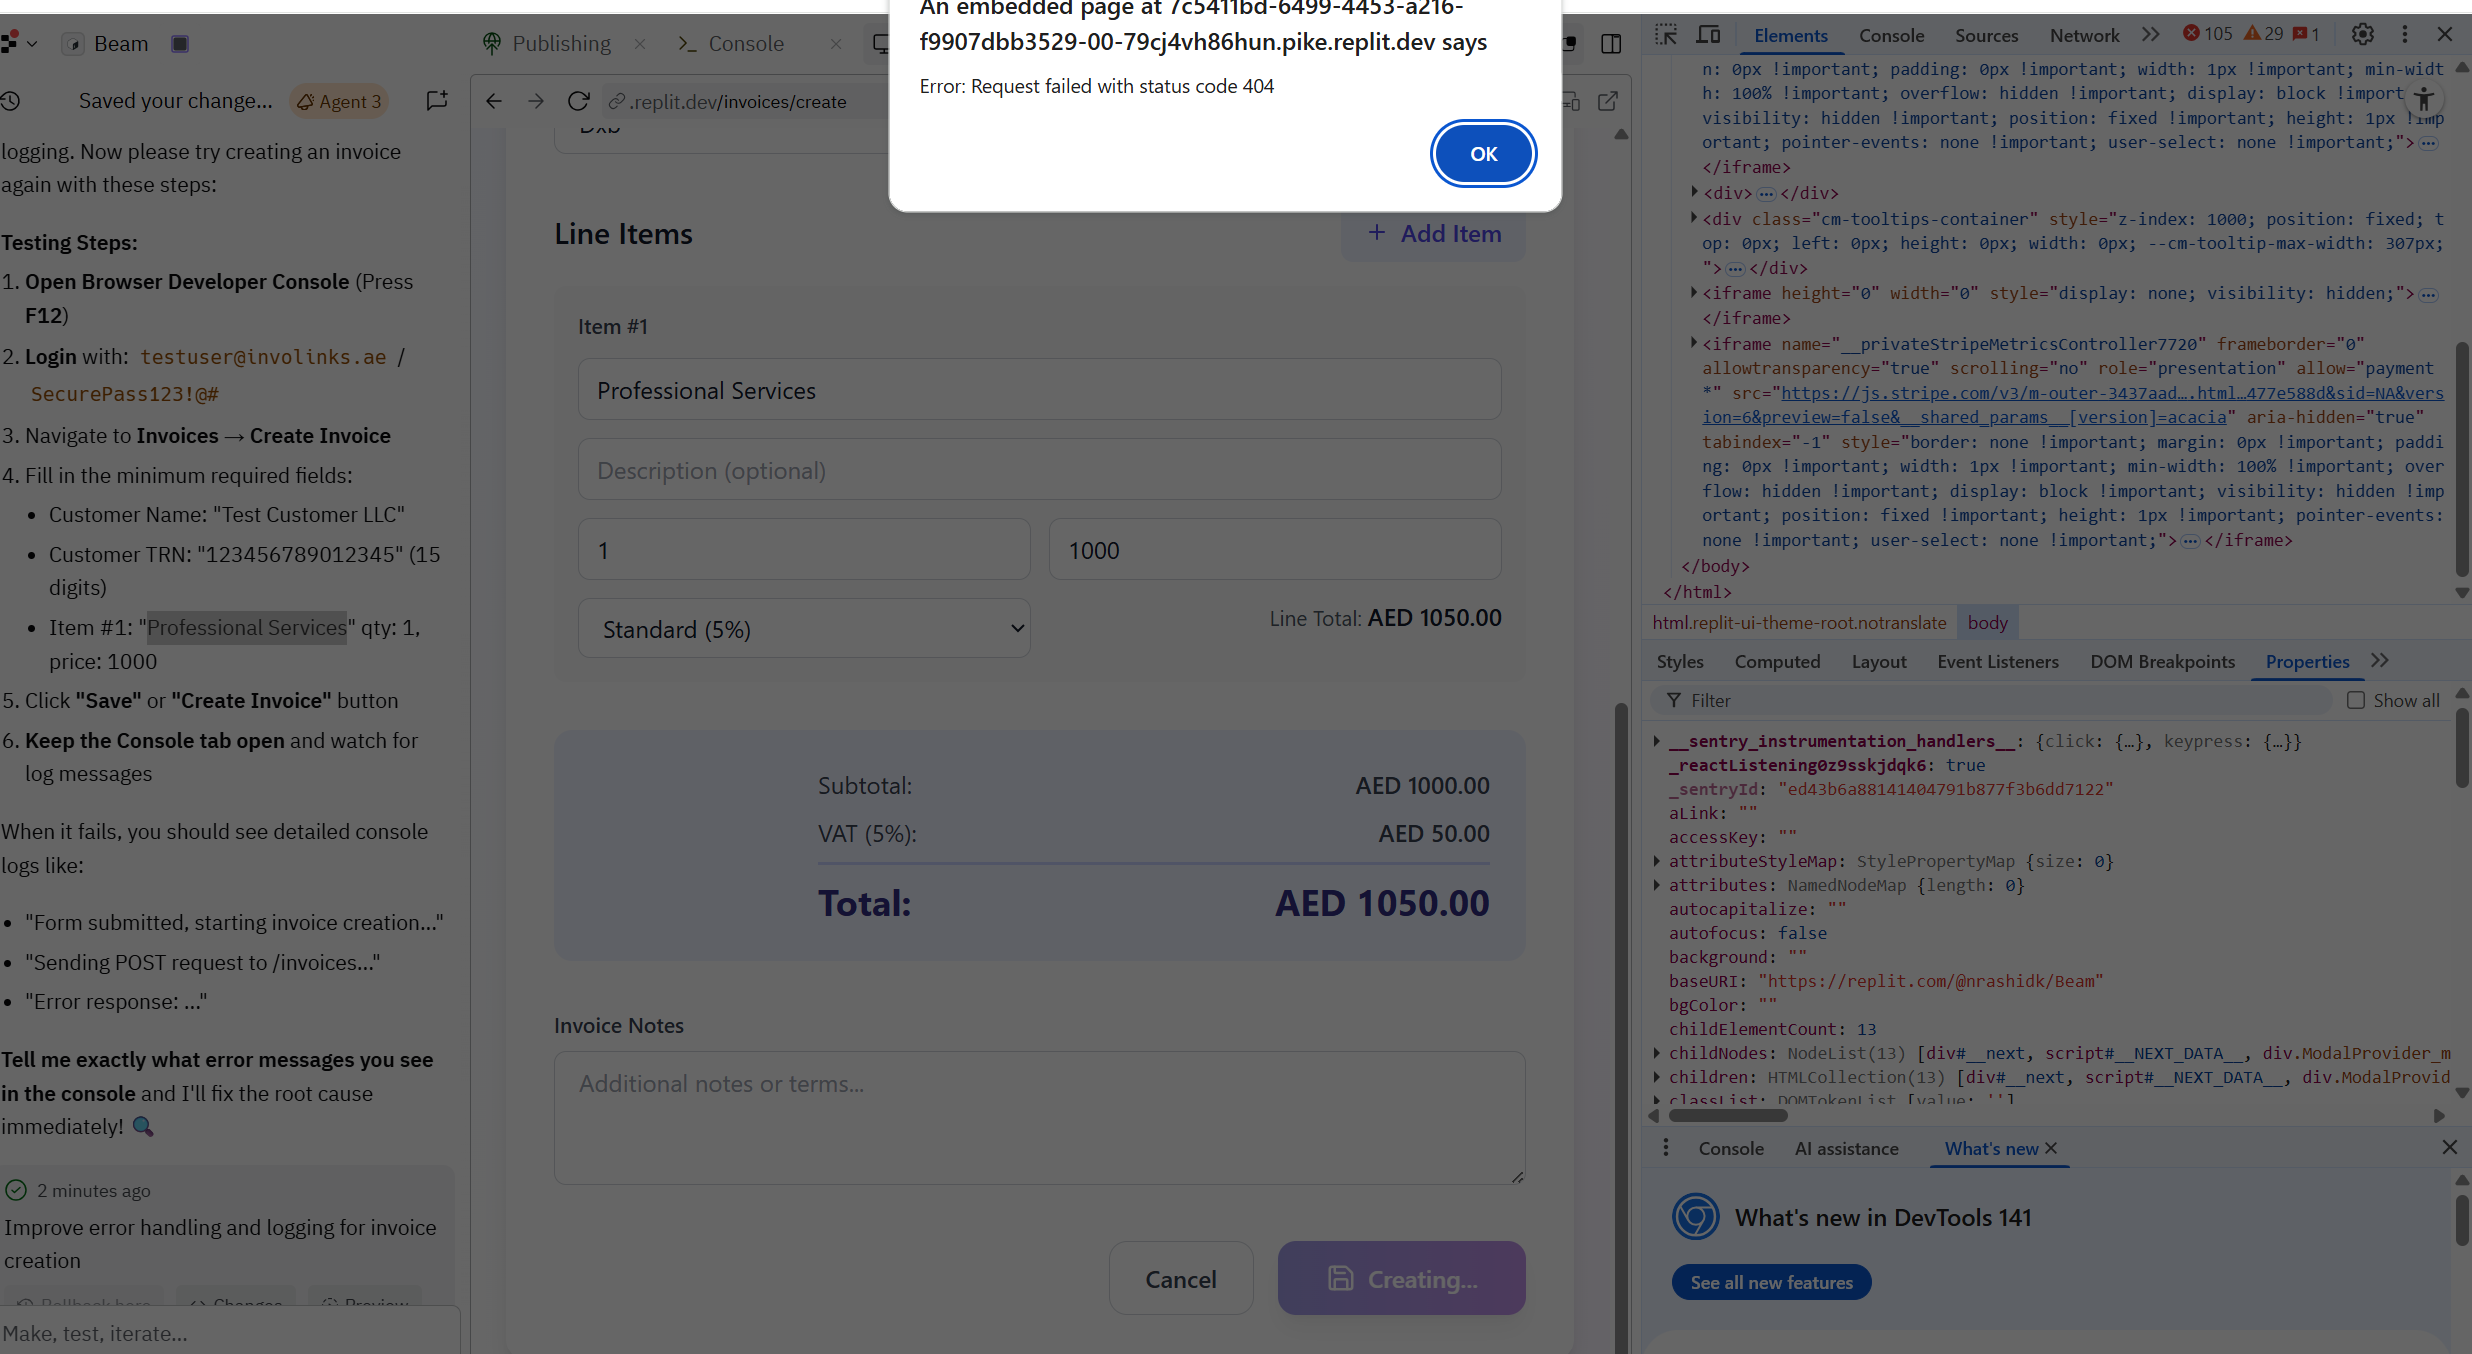 An embedded page at 7c5411bd-6499-4453-a216-
f9907dbb3529-00-79cj4vh86hun.pike.replit.dev says
Error: Request failed with status code 404
OK
Beam
Publishing
Console
Saved your change...
Agent 3
.replit.dev/invoices/create
logging. Now please try creating an invoice
again with these steps:
Testing Steps:
1. Open Browser Developer Console (Press
F12)
2. Login with: testuser@involinks.ae /
SecurePass123!@#
3. Navigate to Invoices → Create Invoice
4. Fill in the minimum required fields:
• Customer Name: "Test Customer LLC"
• Customer TRN: "123456789012345" (15
digits)
• Item #1: "Professional Services" qty: 1,
price: 1000
5. Click "Save" or "Create Invoice" button
6. Keep the Console tab open and watch for
log messages
When it fails, you should see detailed console
logs like:
• "Form submitted, starting invoice creation..."
• "Sending POST request to /invoices..."
• "Error response: ..."
Tell me exactly what error messages you see
in the console and I'll fix the root cause
immediately! 🔍
2 minutes ago
Improve error handling and logging for invoice
creation
Rollback here
Changes
Preview
Make, test, iterate...
Dxb
Line Items
+ Add Item
Item #1
Professional Services
Description (optional)
1
1000
Standard (5%)
Line Total: AED 1050.00
Subtotal: AED 1000.00
VAT (5%): AED 50.00
Total: AED 1050.00
Invoice Notes
Additional notes or terms...
Cancel
Creating...
Elements
Console
Sources
Network
105
29
1
n: 0px !important; padding: 0px !important; width: 1px !important; min-widt
h: 100% !important; overflow: hidden !important; display: block !import
visibility: hidden !important; position: fixed !important; height: 1px !imp
ortant; pointer-events: none !important; user-select: none !important;">…
</iframe>
<div>…</div>
<div class="cm-tooltips-container" style="z-index: 1000; position: fixed; t
op: 0px; left: 0px; height: 0px; width: 0px; --cm-tooltip-max-width: 307px;
">…</div>
<iframe height="0" width="0" style="display: none; visibility: hidden;">…
</iframe>
<iframe name="__privateStripeMetricsController7720" frameborder="0"
allowtransparency="true" scrolling="no" role="presentation" allow="payment
*" src="https://js.stripe.com/v3/m-outer-3437aad….html…477e588d&sid=NA&vers
ion=6&preview=false&__shared_params__[version]=acacia" aria-hidden="true"
tabindex="-1" style="border: none !important; margin: 0px !important; paddi
ng: 0px !important; width: 1px !important; min-width: 100% !important; over
flow: hidden !important; display: block !important; visibility: hidden !imp
ortant; position: fixed !important; height: 1px !important; pointer-events:
none !important; user-select: none !important;">…</iframe>
</body>
</html>
html.replit-ui-theme-root.notranslate
body
Styles
Computed
Layout
Event Listeners
DOM Breakpoints
Properties
Filter
Show all
__sentry_instrumentation_handlers__: {click: {…}, keypress: {…}}
_reactListening0z9sskjdqk6: true
_sentryId: "ed43b6a88141404791b877f3b6dd7122"
aLink: ""
accessKey: ""
attributeStyleMap: StylePropertyMap {size: 0}
attributes: NamedNodeMap {length: 0}
autocapitalize: ""
autofocus: false
background: ""
baseURI: "https://replit.com/@nrashidk/Beam"
bgColor: ""
childElementCount: 13
childNodes: NodeList(13) [div#__next, script#__NEXT_DATA__, div.ModalProvider_m
children: HTMLCollection(13) [div#__next, script#__NEXT_DATA__, div.ModalProvid
classList: DOMTokenList [value: '']
Console
AI assistance
What's new
What's new in DevTools 141
See all new features